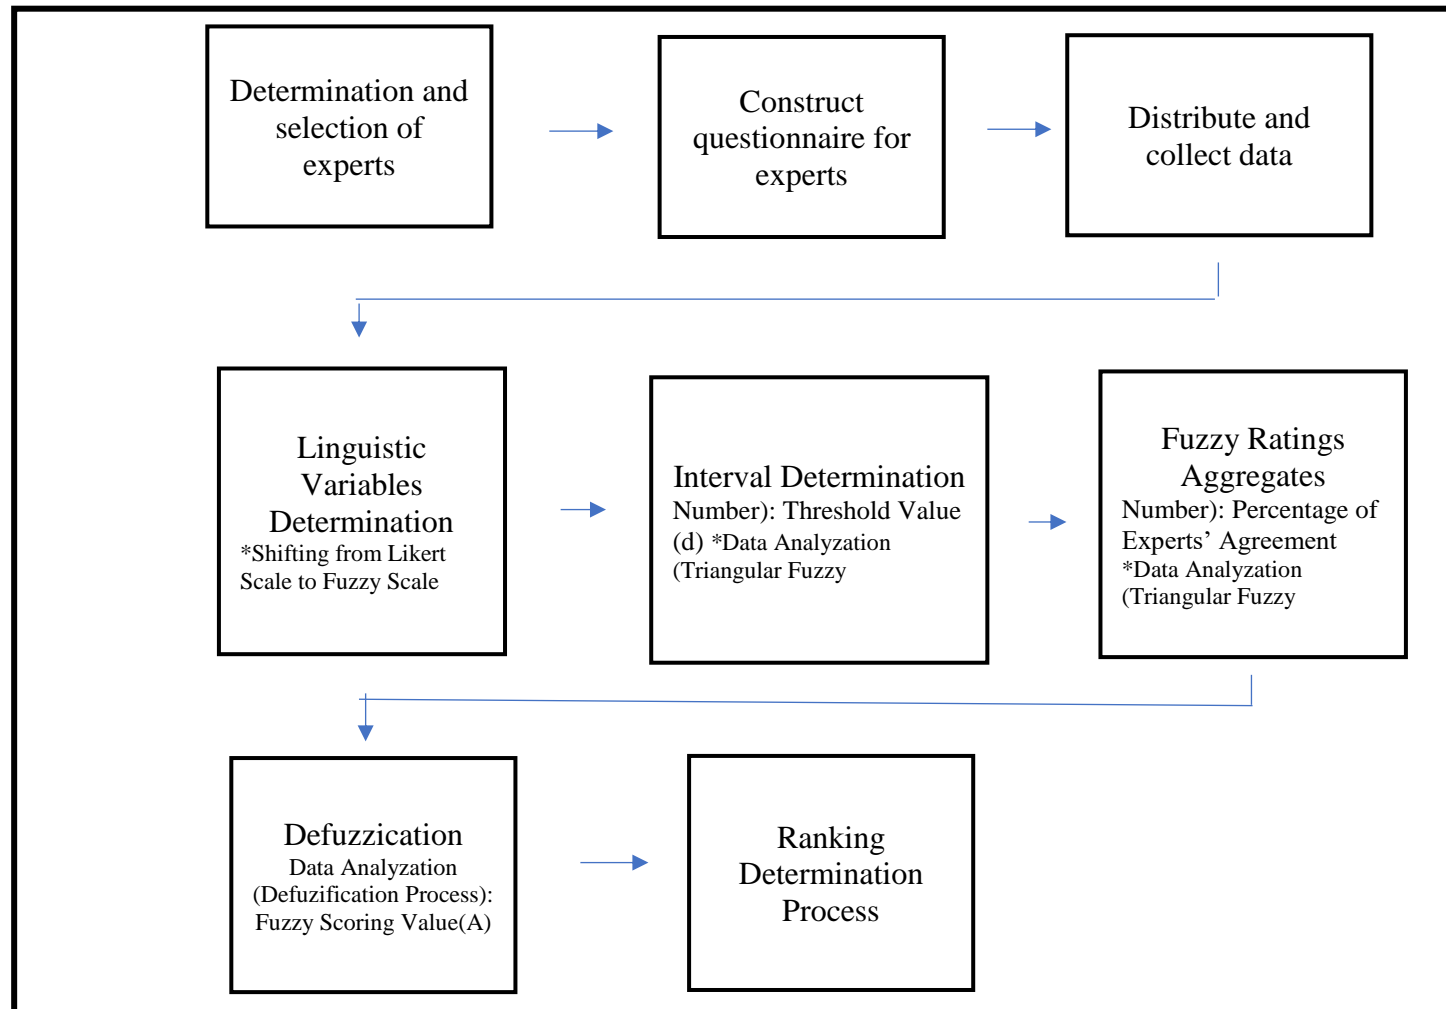 Determination and
selection of
experts
Construct
questionnaire for
experts
Distribute and
collect data
Linguistic
Variables
Determination
*Shifting from Likert
Scale to Fuzzy Scale
Interval Determination
Number): Threshold Value
(d) *Data Analyzation
(Triangular Fuzzy
Fuzzy Ratings
Aggregates
Number): Percentage of
Experts’ Agreement
*Data Analyzation
(Triangular Fuzzy
Defuzzication
Data Analyzation
(Defuzification Process):
Fuzzy Scoring Value(A)
Ranking
Determination
Process